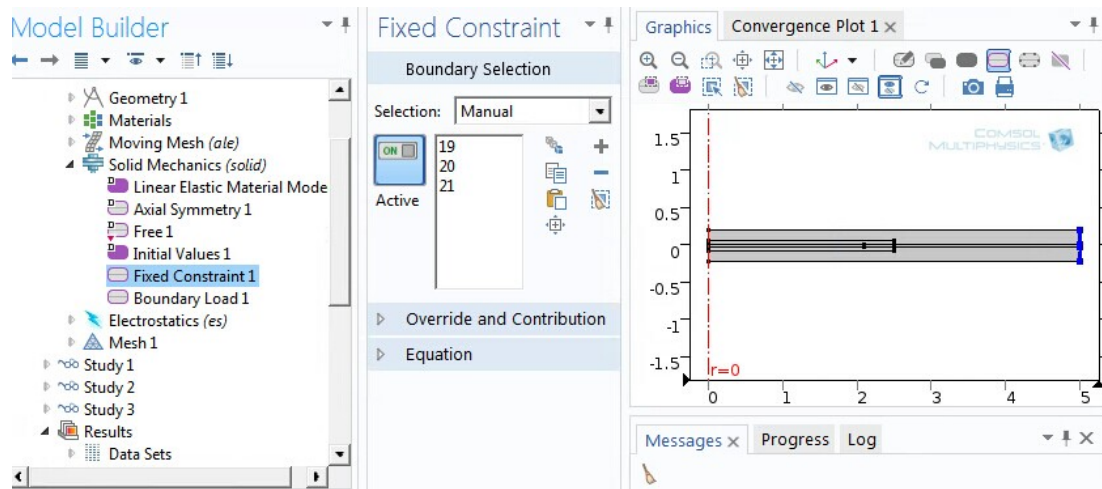 Model Builder
Geometry 1
Materials
Moving Mesh (ale)
Solid Mechanics (solid)
Linear Elastic Material Mode
Axial Symmetry 1
Free 1
Initial Values 1
Fixed Constraint 1
Boundary Load 1
Electrostatics (es)
Mesh 1
Study 1
Study 2
Study 3
Results
Data Sets
Fixed Constraint
Boundary Selection
Selection: Manual
ON
Active
19
20
21
Override and Contribution
Equation
Graphics Convergence Plot 1
COMSOL
MULTIPHYSICS
1.5
1
0.5
0
-0.5
-1
-1.5
r=0
0 1 2 3 4 5
Messages Progress Log